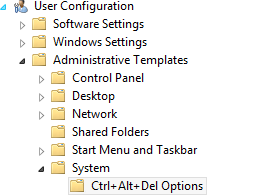 User Configuration
Software Settings
Windows Settings
Administrative Templates
Control Panel
Desktop
Network
Shared Folders
Start Menu and Taskbar
System
Ctrl+Alt+Del Options